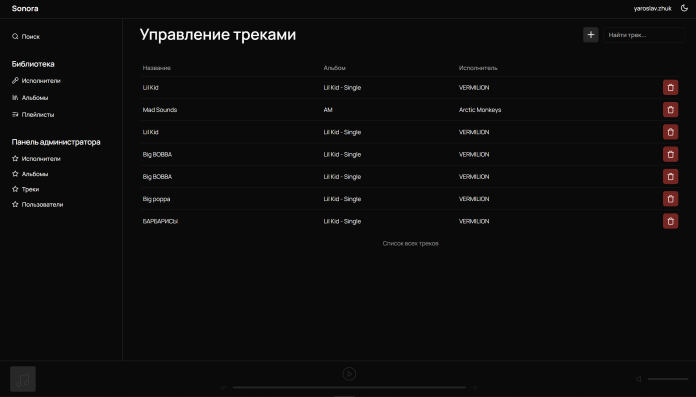 Sonora
yaroslav.zhuk
Поиск
Библиотека
Исполнители
Альбомы
Плейлисты
Панель администратора
Исполнители
Альбомы
Треки
Пользователи
Управление треками
Найти трек...
Название Альбом Исполнитель
Lil Kid Lil Kid - Single VERMILION
Mad Sounds AM Arctic Monkeys
Lil Kid Lil Kid - Single VERMILION
Big BOBBA Lil Kid - Single VERMILION
Big BOBBA Lil Kid - Single VERMILION
Big poppa Lil Kid - Single VERMILION
БАРБАРИСЫ Lil Kid - Single VERMILION
Список всех треков